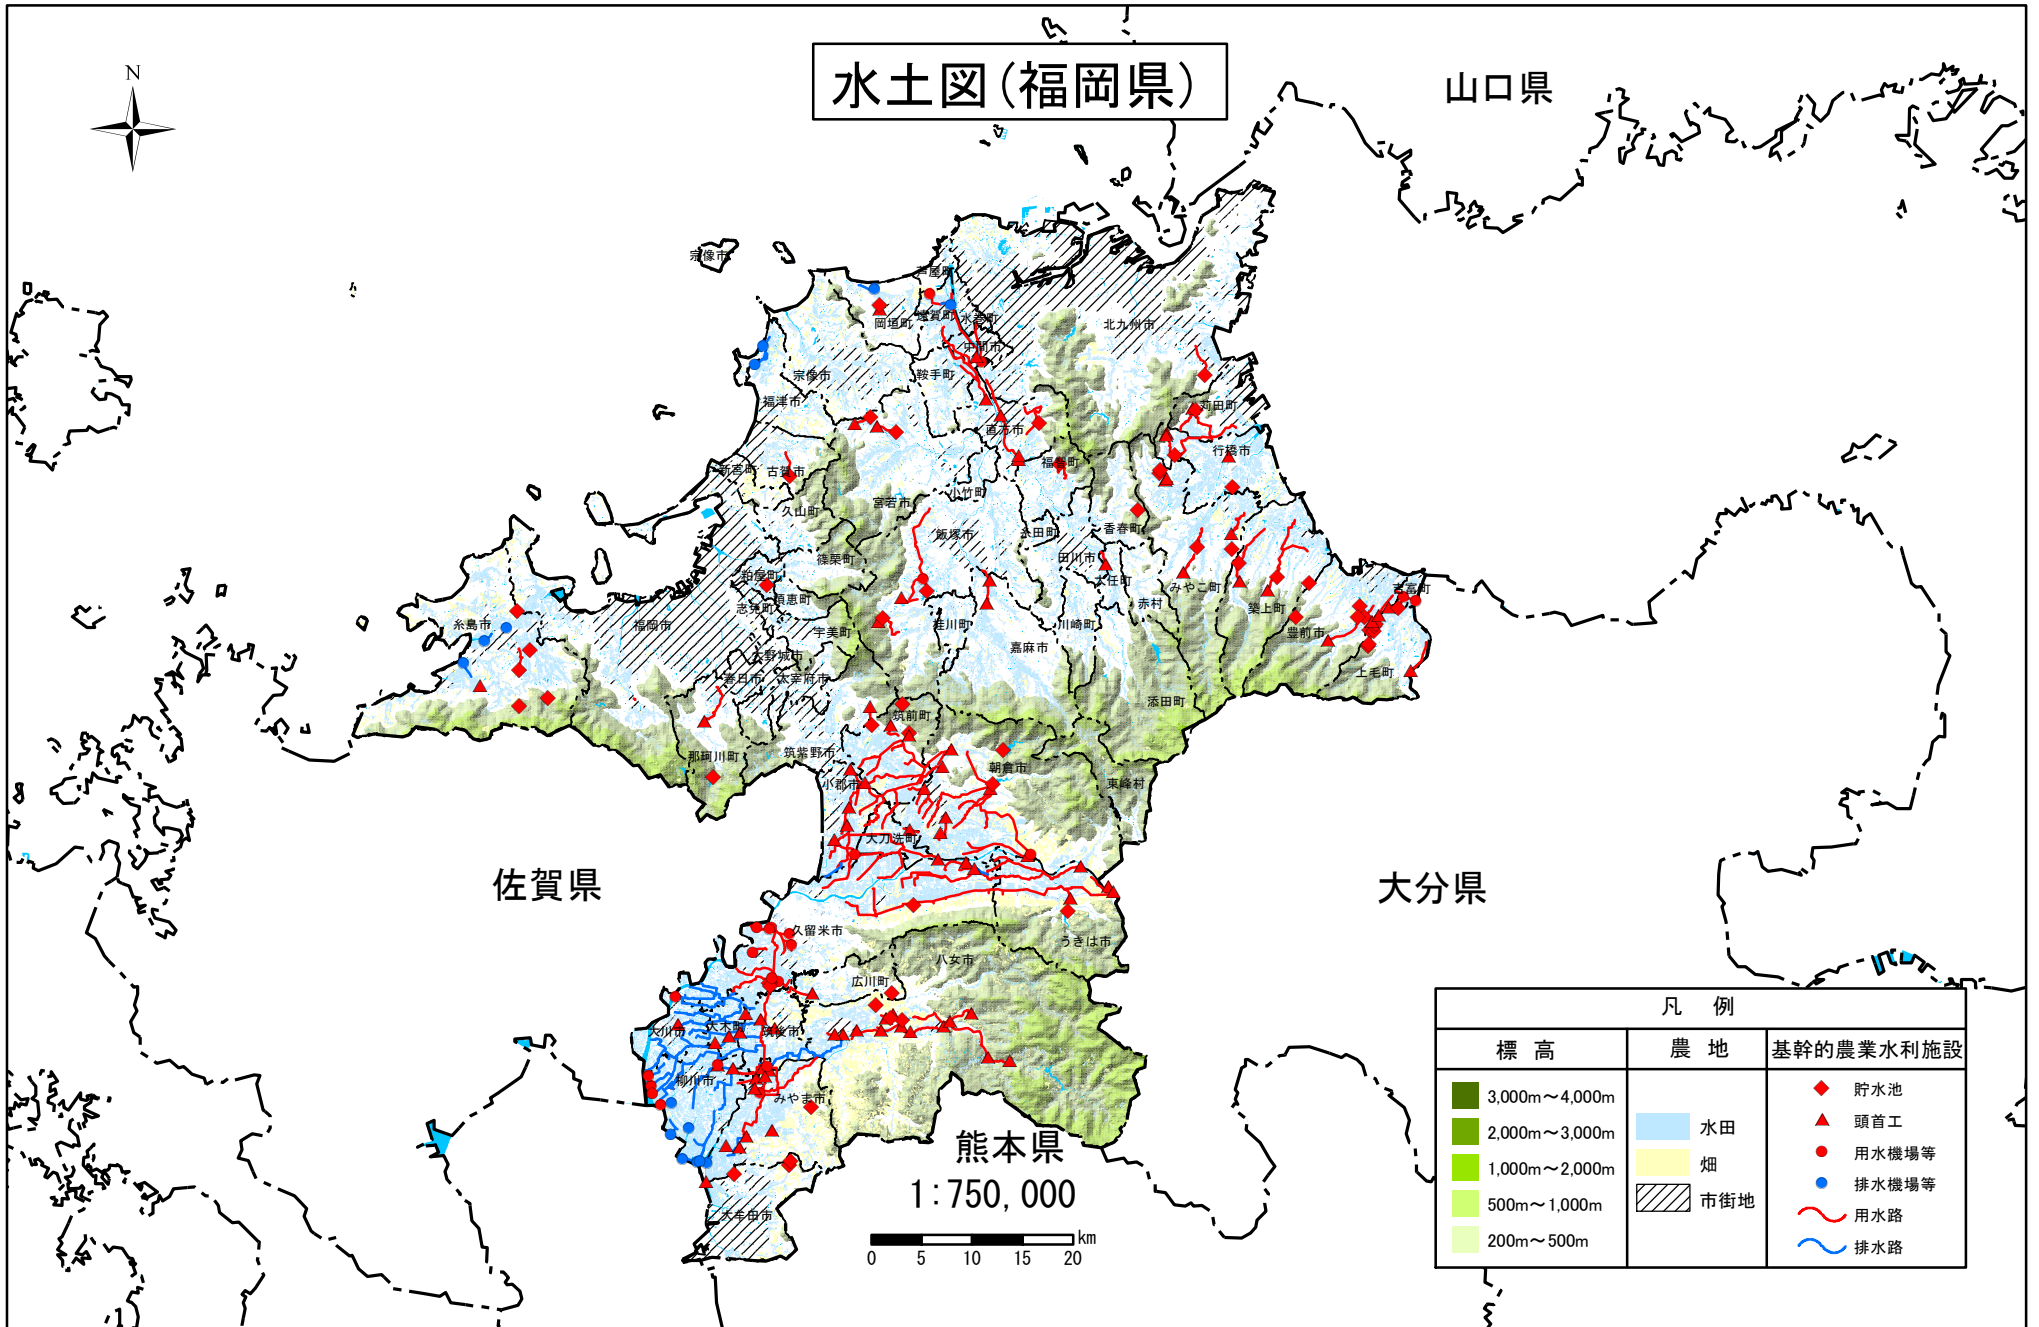 水土図(福岡県)
山口県
N
宗像市
芦屋町
岡垣町
遠賀町
水巻町
北九州市
中間市
宗像市
鞍手町
福津市
苅田町
直方市
行橋市
新宮町
古賀市
福智町
小竹町
久山町
宮若市
香春町
糸田町
飯塚市
田川市
篠栗町
粕屋町
大任町
みやこ町
吉富町
須恵町
志免町
赤村
築上町
糸島市
福岡市
宇美町
桂川町
川崎町
豊前市
嘉麻市
大野城市
上毛町
春日市
太宰府市
添田町
筑前町
筑紫野市
那珂川町
朝倉市
小郡市
東峰村
大刀洗町
佐賀県
大分県
久留米市
うきは市
八女市
広川町
大川市
大木町
筑後市
柳川市
みやま市
熊本県
大牟田市
1:750,000
km
0 5 10 15 20
凡 例
標 高
農 地
基幹的農業水利施設
3,000m～4,000m
2,000m～3,000m
1,000m～2,000m
500m～1,000m
200m～500m
水田
畑
市街地
貯水池
頭首工
用水機場等
排水機場等
用水路
排水路